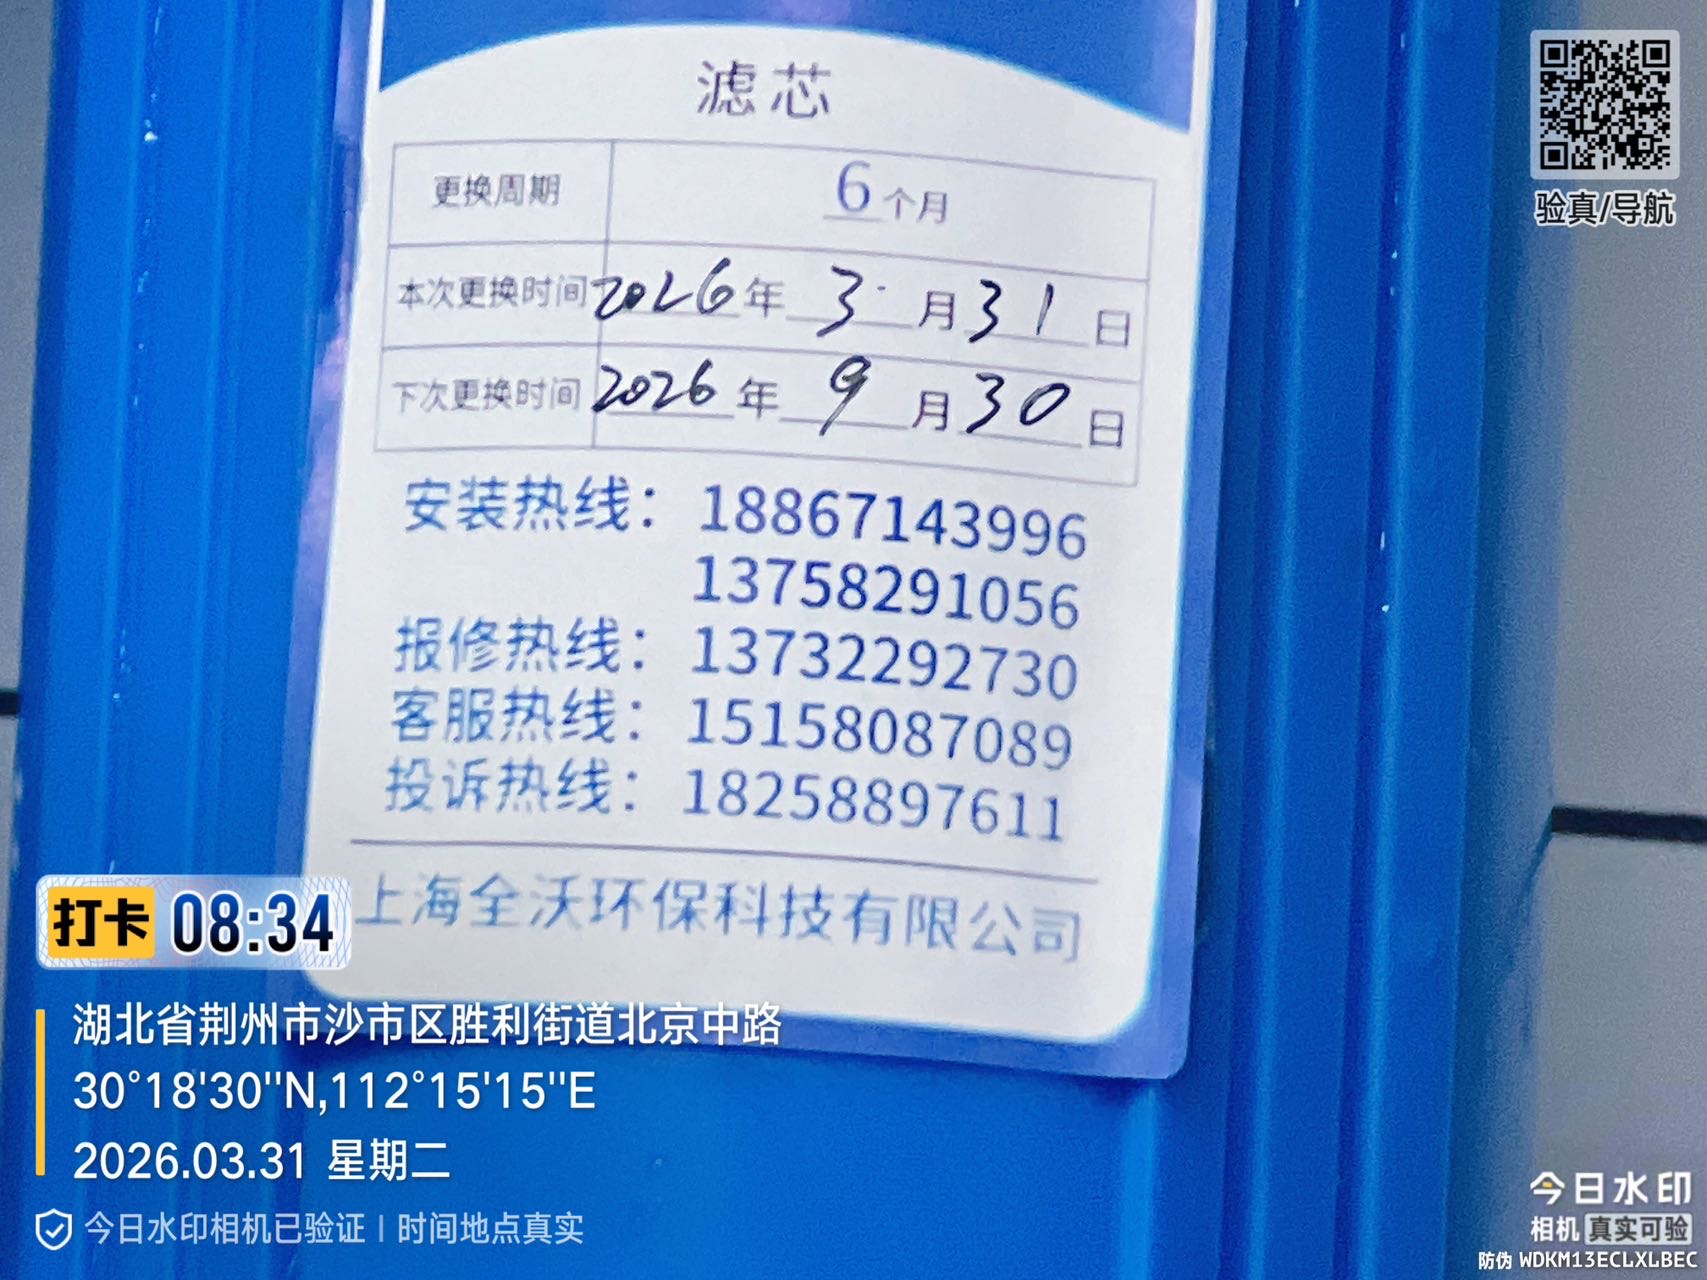 验真/导航
滤芯
更换周期 6个月
本次更换时间 2026年 3 月 31 日
下次更换时间 2026年 9 月 30 日
安装热线：18867143996
13758291056
报修热线：13732292730
客服热线：15158087089
投诉热线：18258897611
上海全沃环保科技有限公司
打卡 08:34
湖北省荆州市沙市区胜利街道北京中路
30°18'30"N,112°15'15"E
2026.03.31 星期二
今日水印相机已验证 | 时间地点真实
今日水印
相机 真实可验
防伪 WDKM13ECLXLBEC